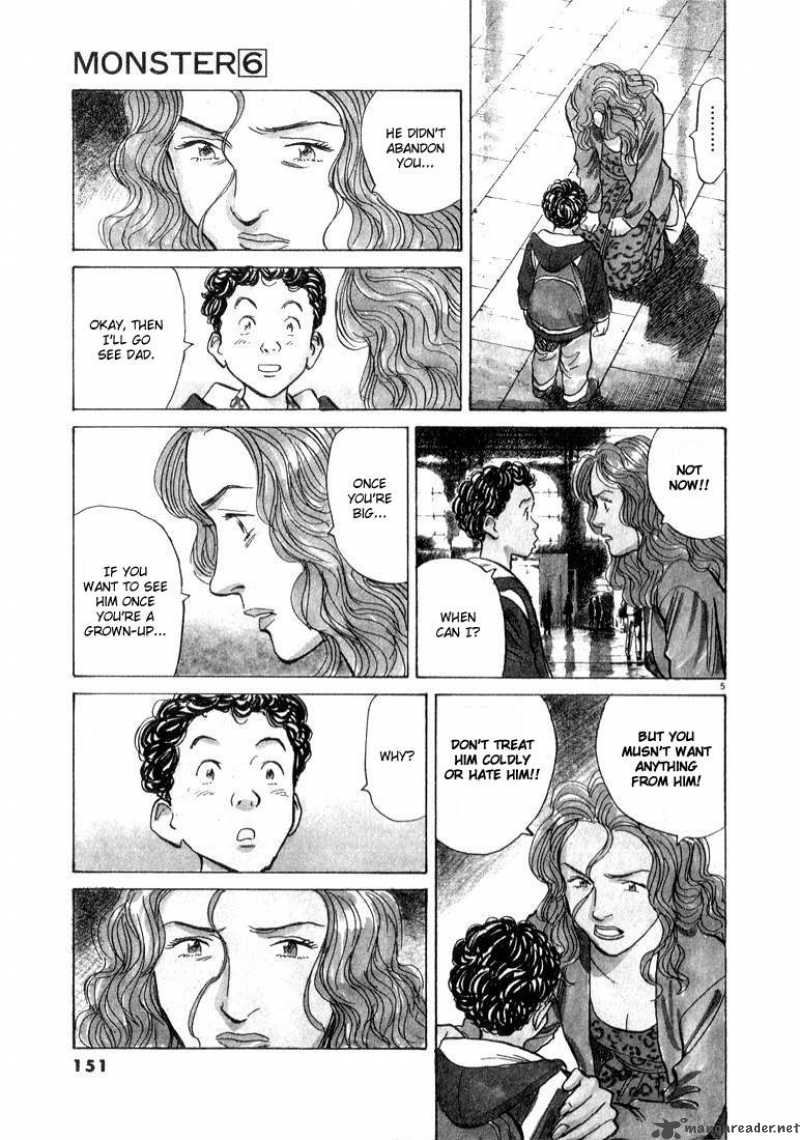 MONSTER 6
........
HE DIDN'T
ABANDON
YOU...
OKAY, THEN
I'LL GO
SEE DAD.
NOT
NOW!!
WHEN
CAN I?
ONCE
YOU'RE
BIG...
IF YOU
WANT TO SEE
HIM ONCE
YOU'RE A
GROWN-UP...
5
BUT YOU
MUSN'T WANT
ANYTHING
FROM HIM!
DON'T TREAT
HIM COLDLY
OR HATE HIM!!
WHY?
151
mangareader.net